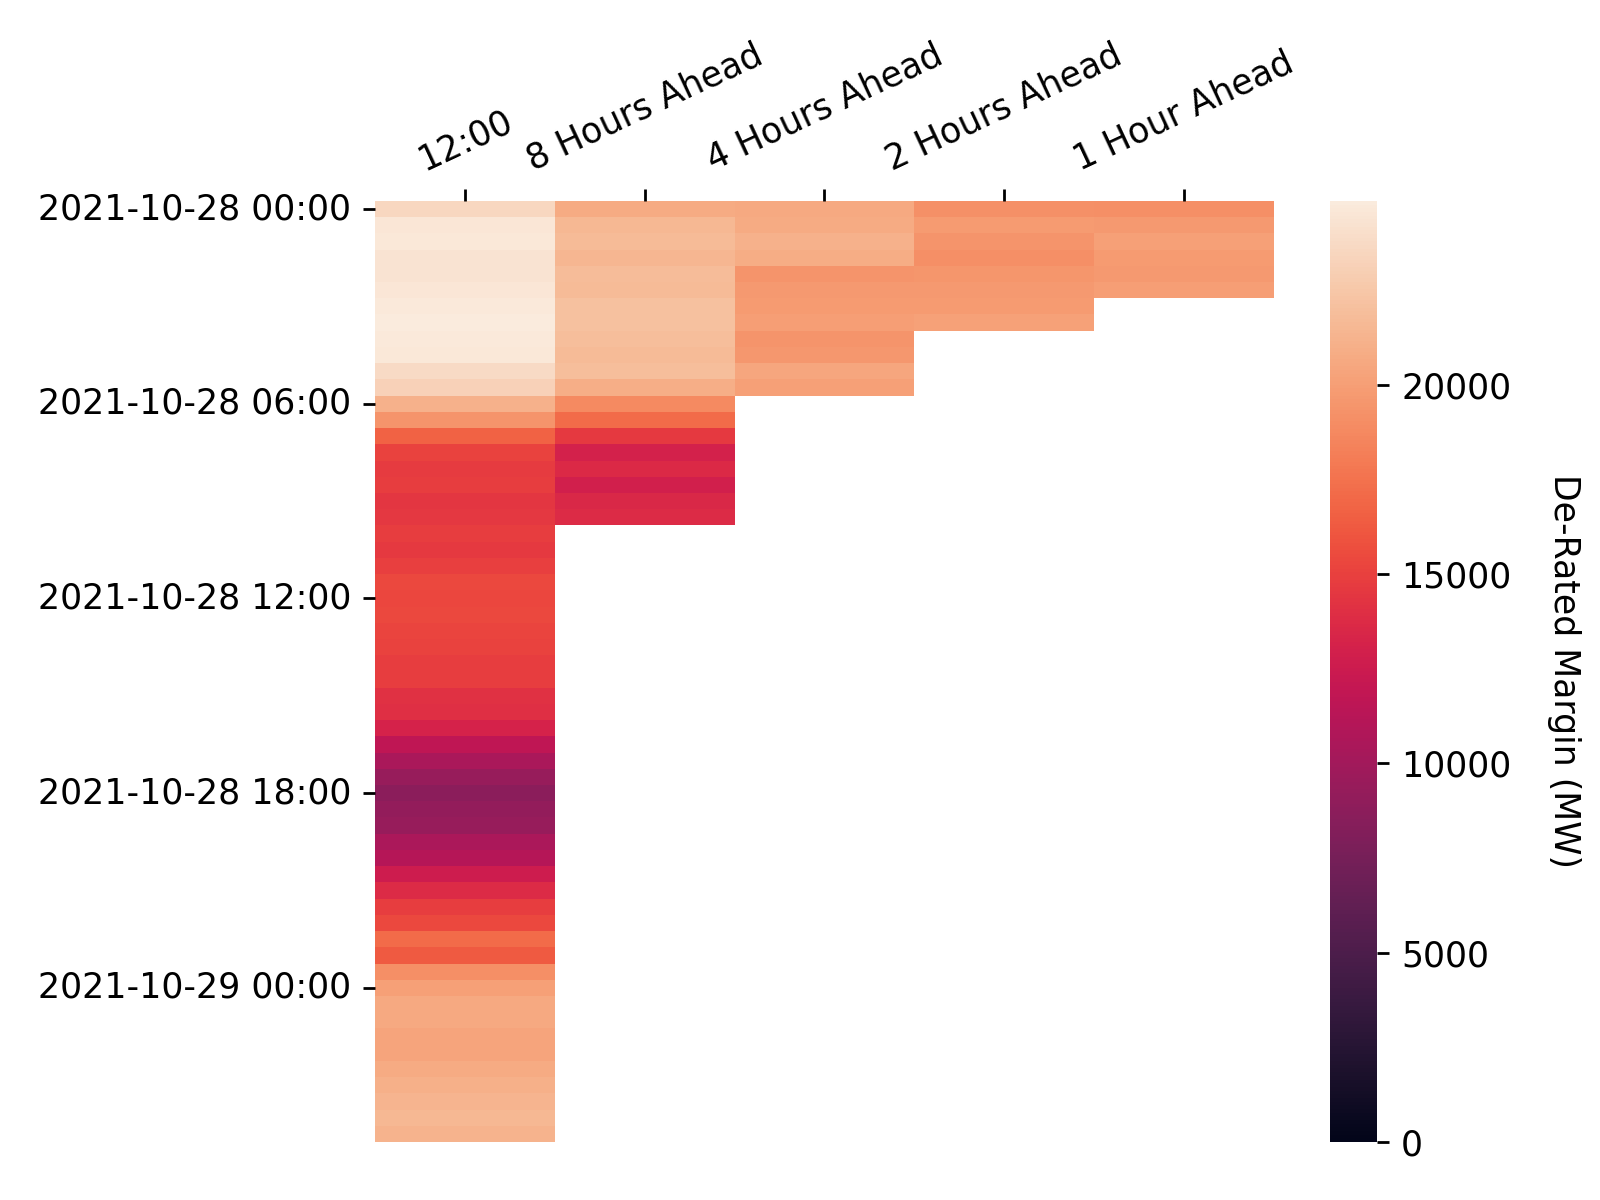 12:00
8 Hours Ahead
4 Hours Ahead
2 Hours Ahead
1 Hour Ahead
2021-10-28 00:00
2021-10-28 06:00
2021-10-28 12:00
2021-10-28 18:00
2021-10-29 00:00
20000
15000
10000
5000
0
De-Rated Margin (MW)